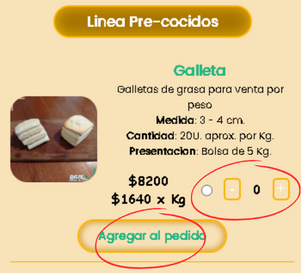 Linea Pre-cocidos
Galleta
Galletas de grasa para venta por
peso
Medida: 3 - 4 cm.
Cantidad: 20U. aprox. por Kg.
Presentacion: Bolsa de 5 Kg.
$8200
$1640 x Kg
- 0 +
Agregar al pedido